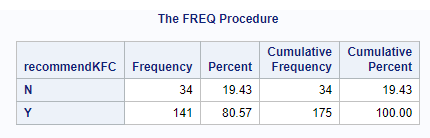 The FREQ Procedure
Cumulative Cumulative
recommendKFC Frequency Percent Frequency Percent
N 34 19.43 34 19.43
Y 141 80.57 175 100.00